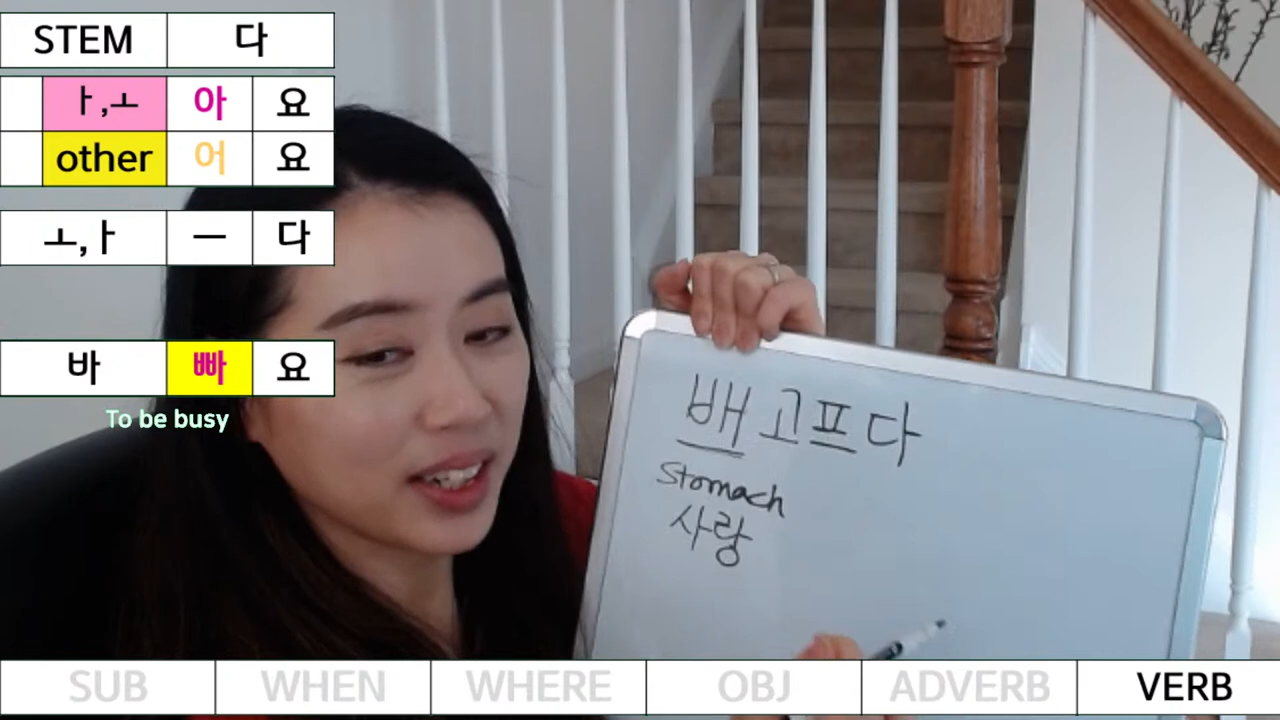 STEM 다
ㅏ,ㅗ 아 요
other 어 요
ㅗ,ㅏ ㅡ 다
바 빠 요
To be busy
배고프다
Stomach
사랑
SUB WHEN WHERE OBJ ADVERB VERB